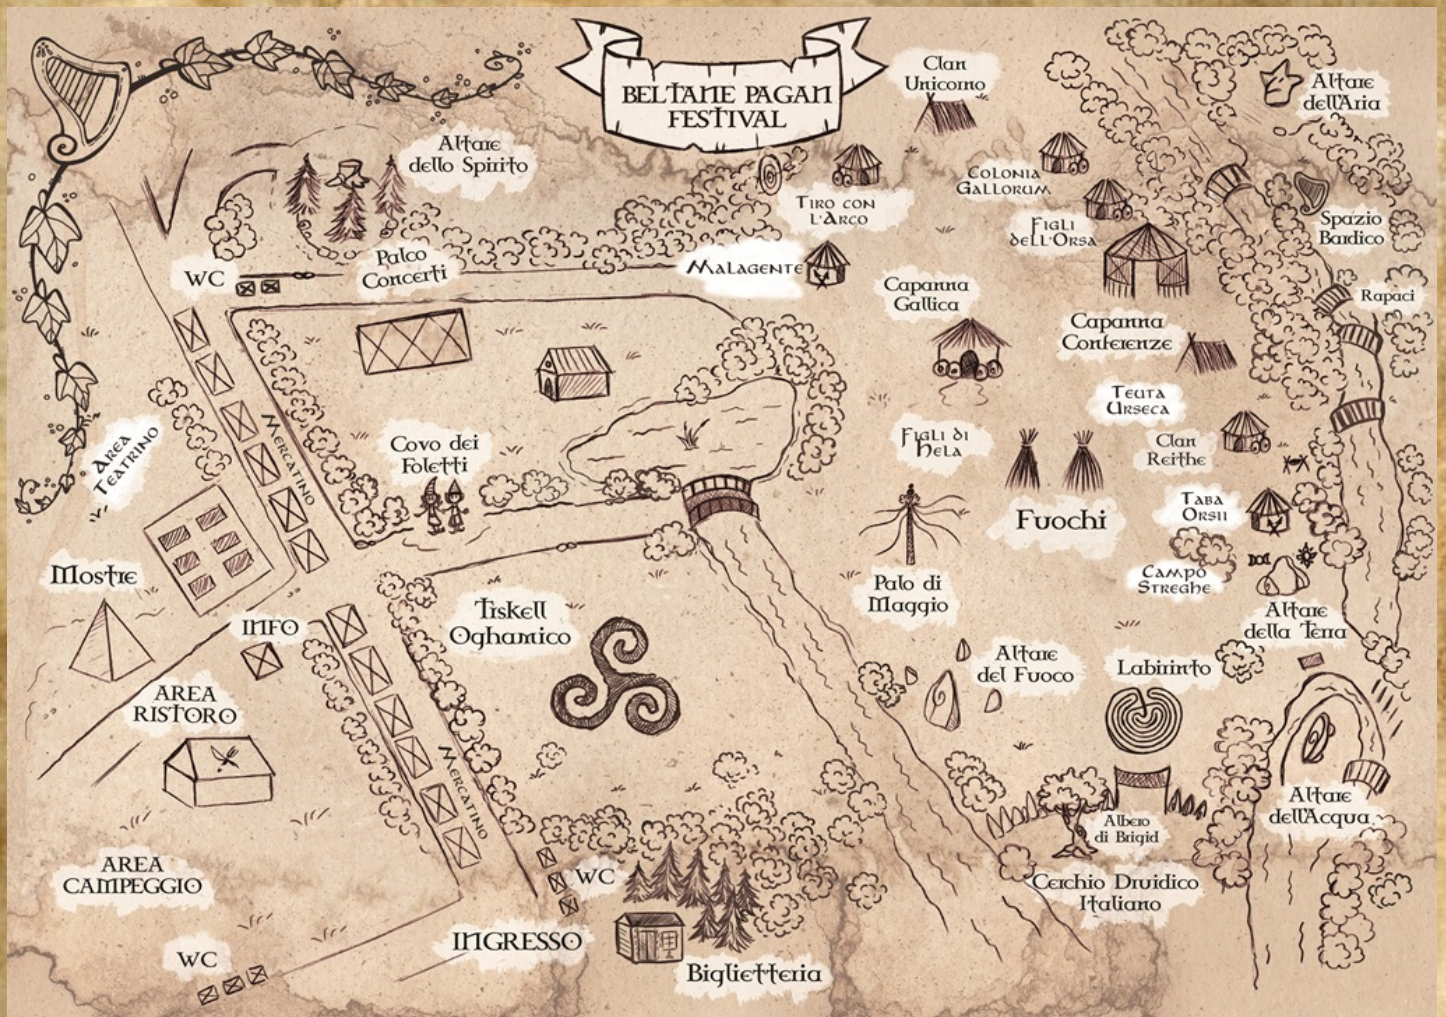 BELTANE PAGAN
FESTIVAL
Clan
Unicorno
Altare
dell'Aria
Altare
dello Spirito
Colonia
Gallorum
Tiro con
l'Arco
Figli
dell'Orsa
Spazio
Bardico
WC
Palco
Concerti
Malagente
Capanna
Gallica
Rapaci
Capanna
Conferenze
Teuta
Urseca
Mercatino
Area
Teatrino
Covo dei
Foletti
Figli di
Hela
Clan
Reithe
Taba
Orsii
Fuochi
Mostre
Palo di
Maggio
Campo
Streghe
Altare
della Terra
INFO
Tiskell
Oghamico
Altare
del Fuoco
Labirinto
AREA
RISTORO
Mercatino
Altare
dell'Acqua
Albero
di Brigid
AREA
CAMPEGGIO
WC
Cerchio Druidico
Italiano
INGRESSO
WC
Biglietteria